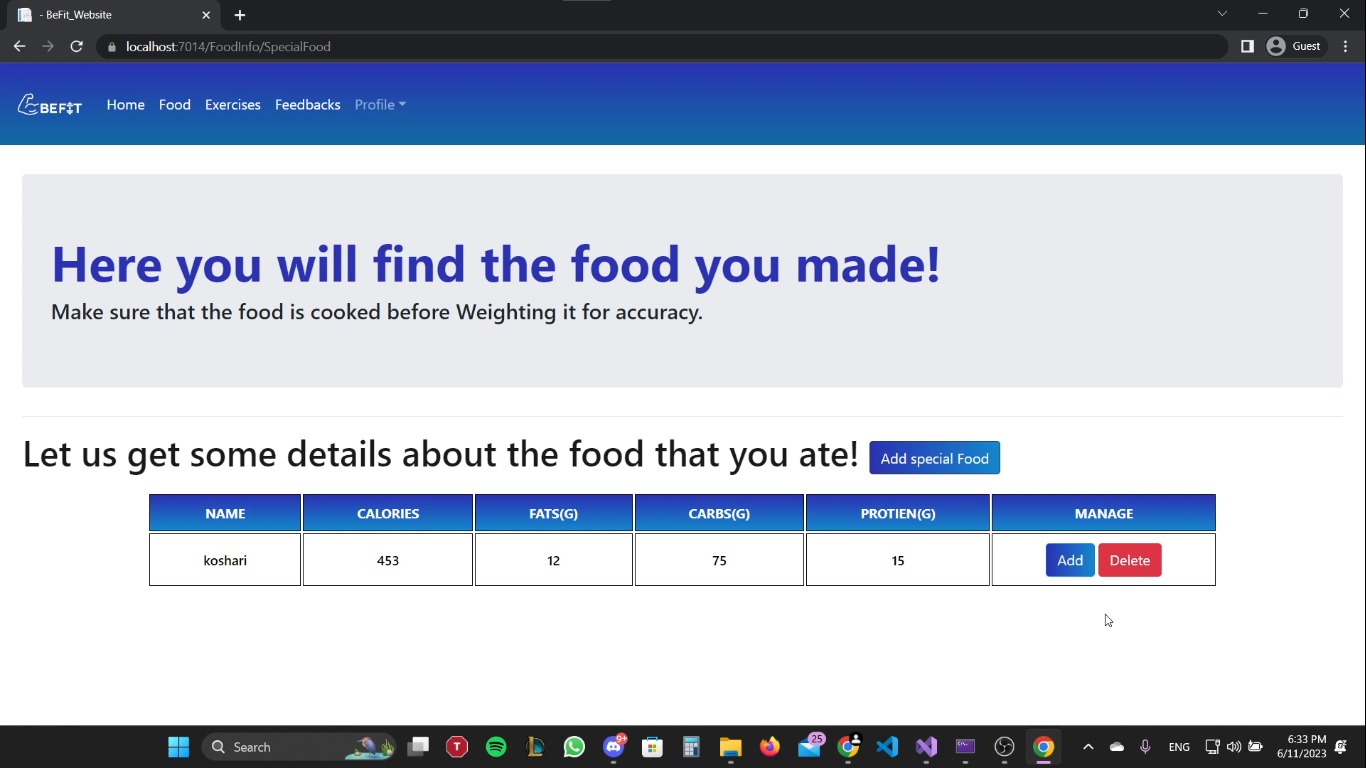 - BeFit_Website
localhost:7014/FoodInfo/SpecialFood
Guest
BEFIT
Home
Food
Exercises
Feedbacks
Profile
Here you will find the food you made!
Make sure that the food is cooked before Weighting it for accuracy.
Let us get some details about the food that you ate!
Add special Food
NAME CALORIES FATS(G) CARBS(G) PROTIEN(G) MANAGE
koshari 453 12 75 15 Add Delete
Search
T
9+
25
ENG
6:33 PM
6/11/2023